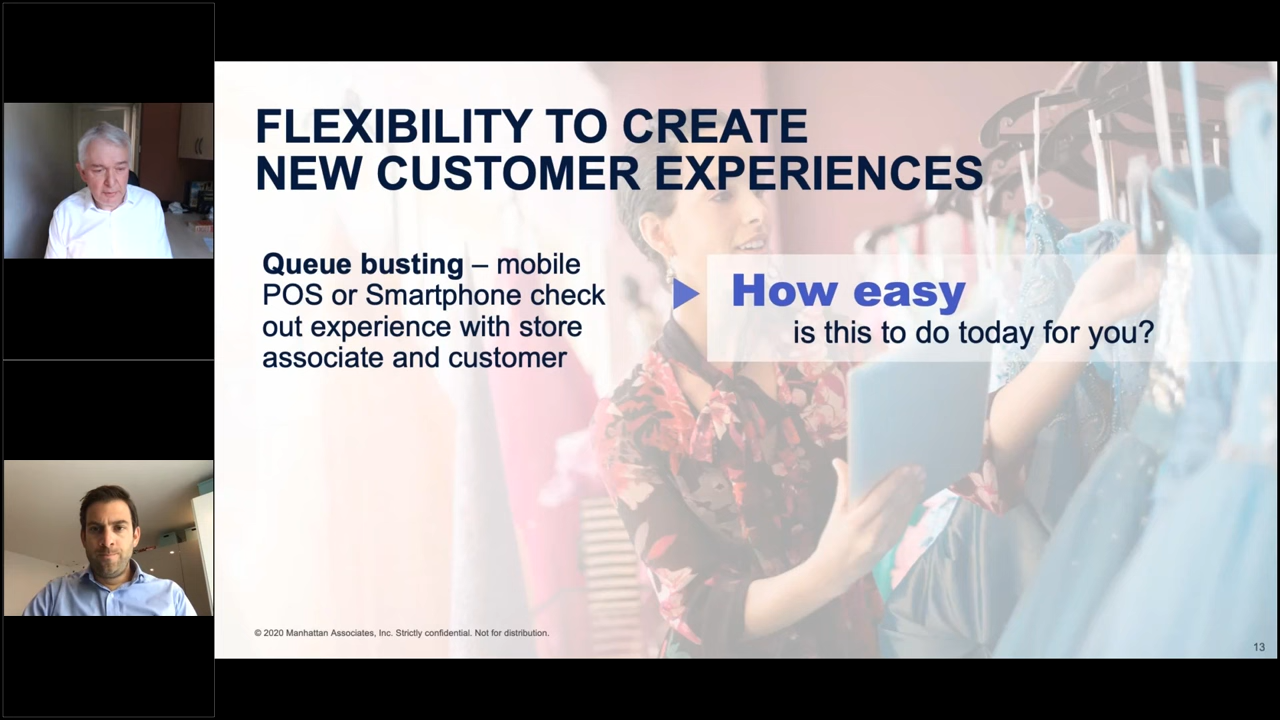 FLEXIBILITY TO CREATE
NEW CUSTOMER EXPERIENCES
Queue busting – mobile
POS or Smartphone check
out experience with store
associate and customer
How easy
is this to do today for you?
© 2020 Manhattan Associates, Inc. Strictly confidential. Not for distribution.
13